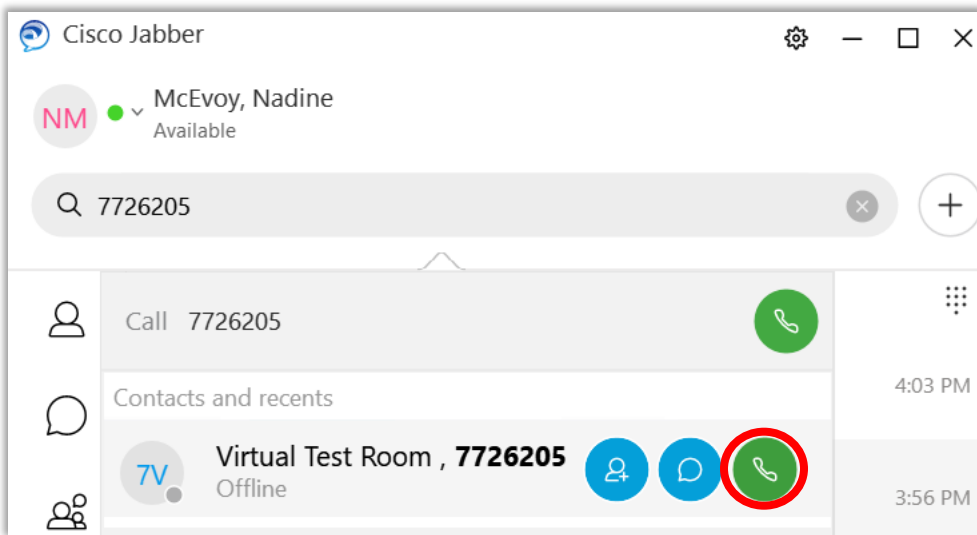 Cisco Jabber
NM
McEvoy, Nadine
Available
7726205
Call 7726205
4:03 PM
Contacts and recents
7V
Virtual Test Room , 7726205
Offline
3:56 PM